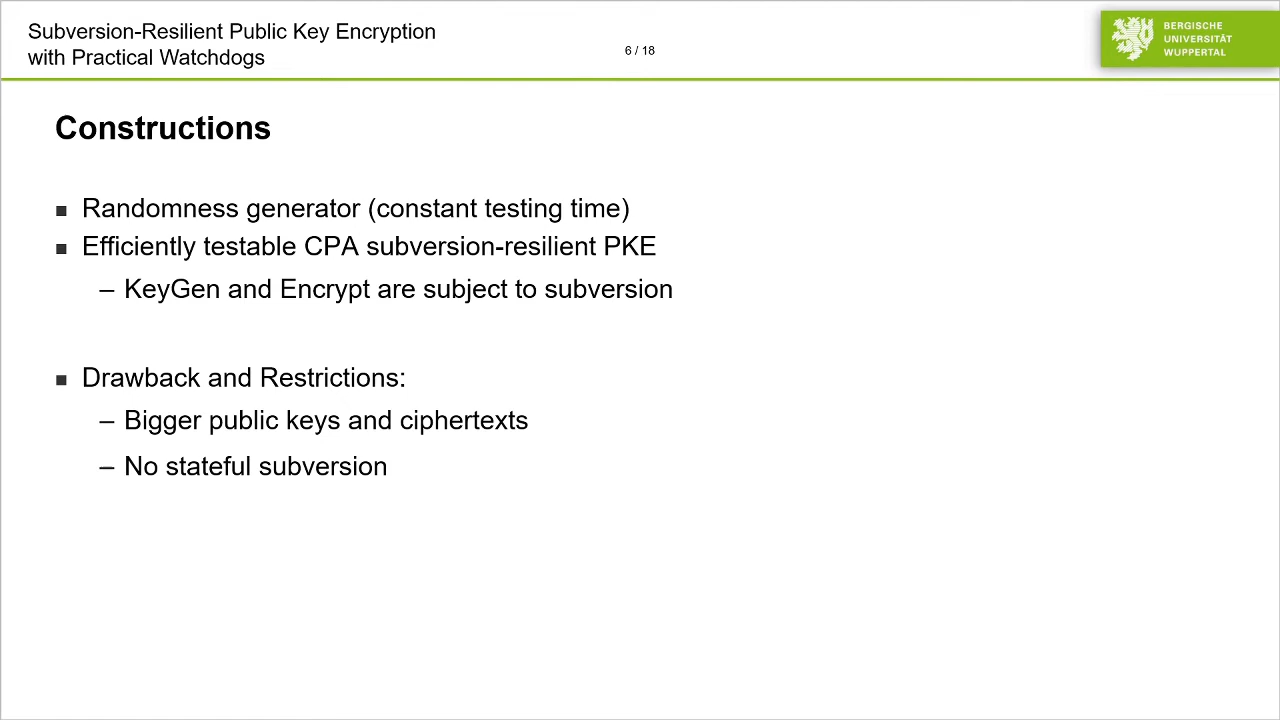 Subversion-Resilient Public Key Encryption
with Practical Watchdogs
6 / 18
BERGISCHE
UNIVERSITÄT
WUPPERTAL
Constructions
▪ Randomness generator (constant testing time)
▪ Efficiently testable CPA subversion-resilient PKE
– KeyGen and Encrypt are subject to subversion
▪ Drawback and Restrictions:
– Bigger public keys and ciphertexts
– No stateful subversion